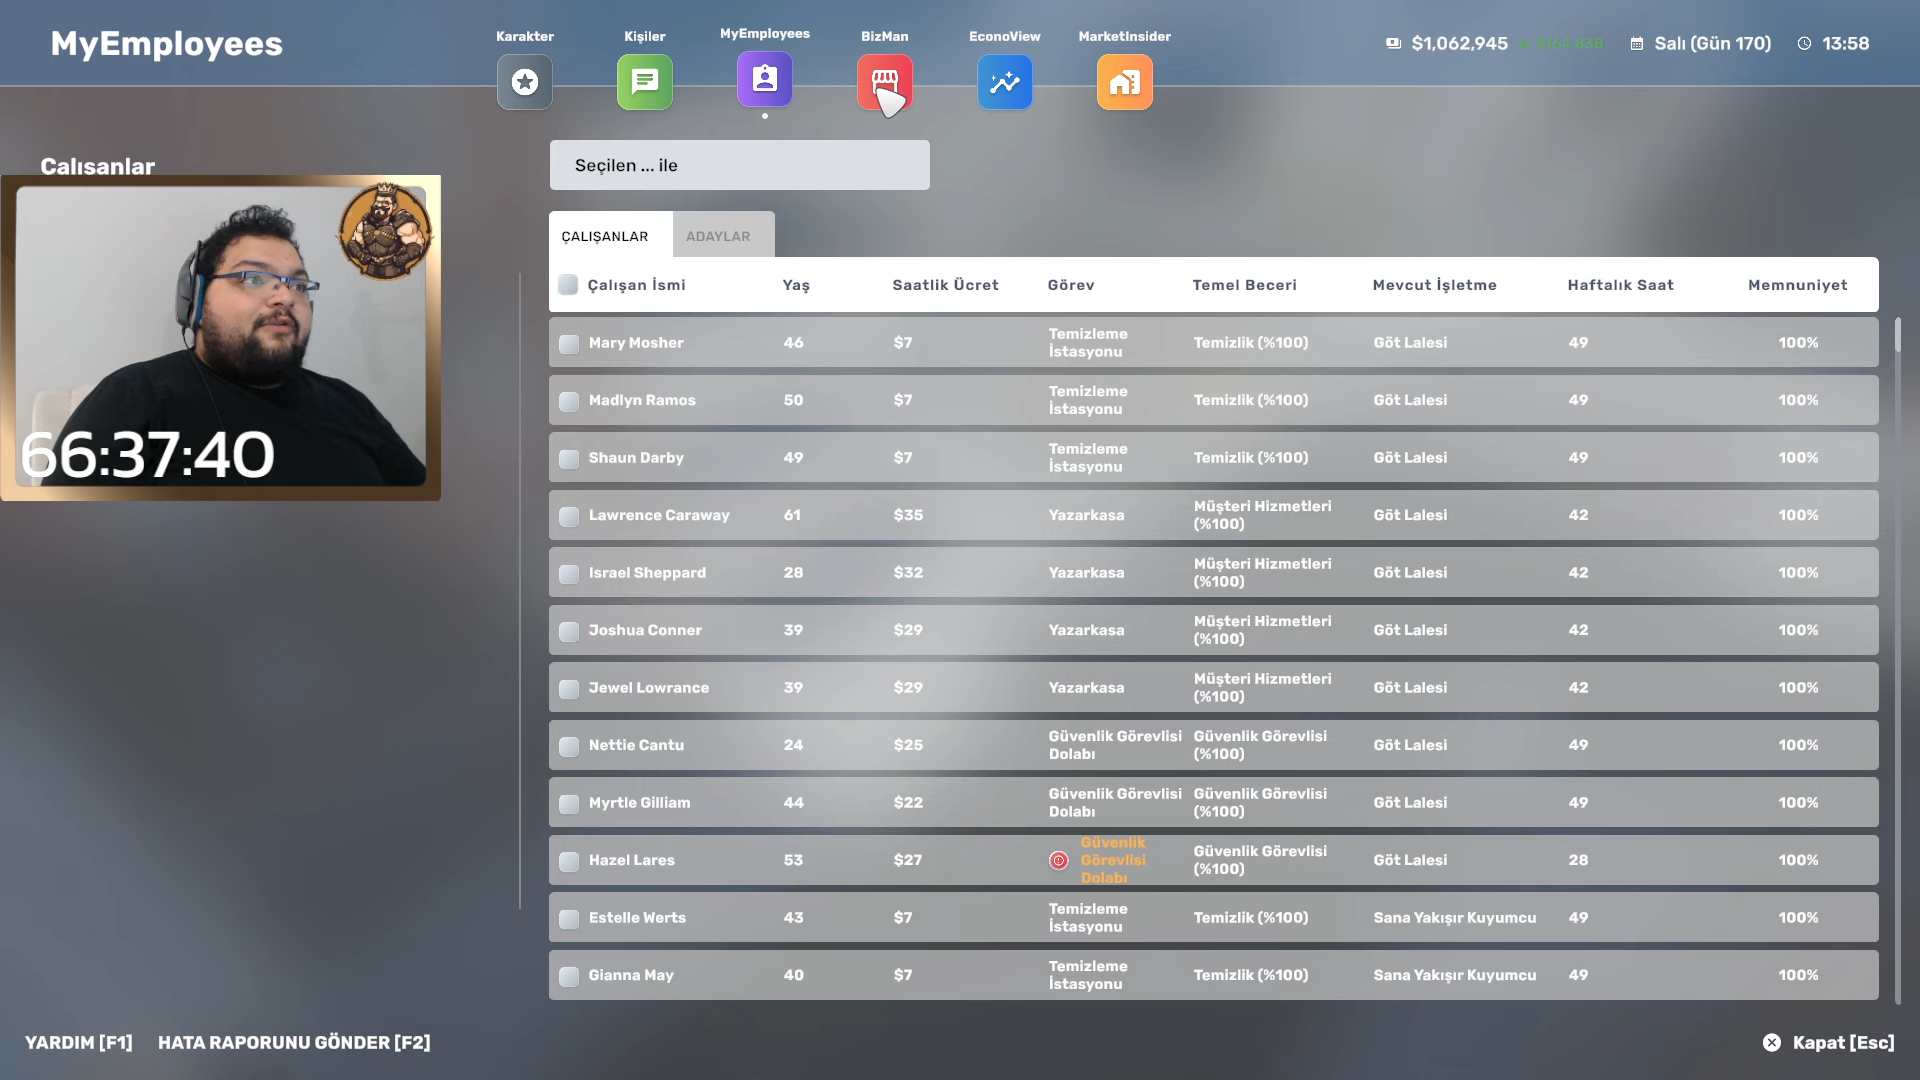 MyEmployees
Karakter
Kişiler
MyEmployees
BizMan
EconoView
MarketInsider
$1,062,945
Salı (Gün 170)
13:58
Çalışanlar
66:37:40
Seçilen ... ile
ÇALIŞANLAR
ADAYLAR
Çalışan İsmi Yaş Saatlik Ücret Görev Temel Beceri Mevcut İşletme Haftalık Saat Memnuniyet
Mary Mosher 46 $7 Temizleme İstasyonu Temizlik (%100) Göt Lalesi 49 100%
Madlyn Ramos 50 $7 Temizleme İstasyonu Temizlik (%100) Göt Lalesi 49 100%
Shaun Darby 49 $7 Temizleme İstasyonu Temizlik (%100) Göt Lalesi 49 100%
Lawrence Caraway 61 $35 Yazarkasa Müşteri Hizmetleri (%100) Göt Lalesi 42 100%
Israel Sheppard 28 $32 Yazarkasa Müşteri Hizmetleri (%100) Göt Lalesi 42 100%
Joshua Conner 39 $29 Yazarkasa Müşteri Hizmetleri (%100) Göt Lalesi 42 100%
Jewel Lowrance 39 $29 Yazarkasa Müşteri Hizmetleri (%100) Göt Lalesi 42 100%
Nettie Cantu 24 $25 Güvenlik Görevlisi Dolabı Güvenlik Görevlisi (%100) Göt Lalesi 49 100%
Myrtle Gilliam 44 $22 Güvenlik Görevlisi Dolabı Güvenlik Görevlisi (%100) Göt Lalesi 49 100%
Hazel Lares 53 $27 Güvenlik Görevlisi Dolabı Güvenlik Görevlisi (%100) Göt Lalesi 28 100%
Estelle Werts 43 $7 Temizleme İstasyonu Temizlik (%100) Sana Yakışır Kuyumcu 49 100%
Gianna May 40 $7 Temizleme İstasyonu Temizlik (%100) Sana Yakışır Kuyumcu 49 100%
YARDIM [F1]
HATA RAPORUNU GÖNDER [F2]
Kapat [Esc]